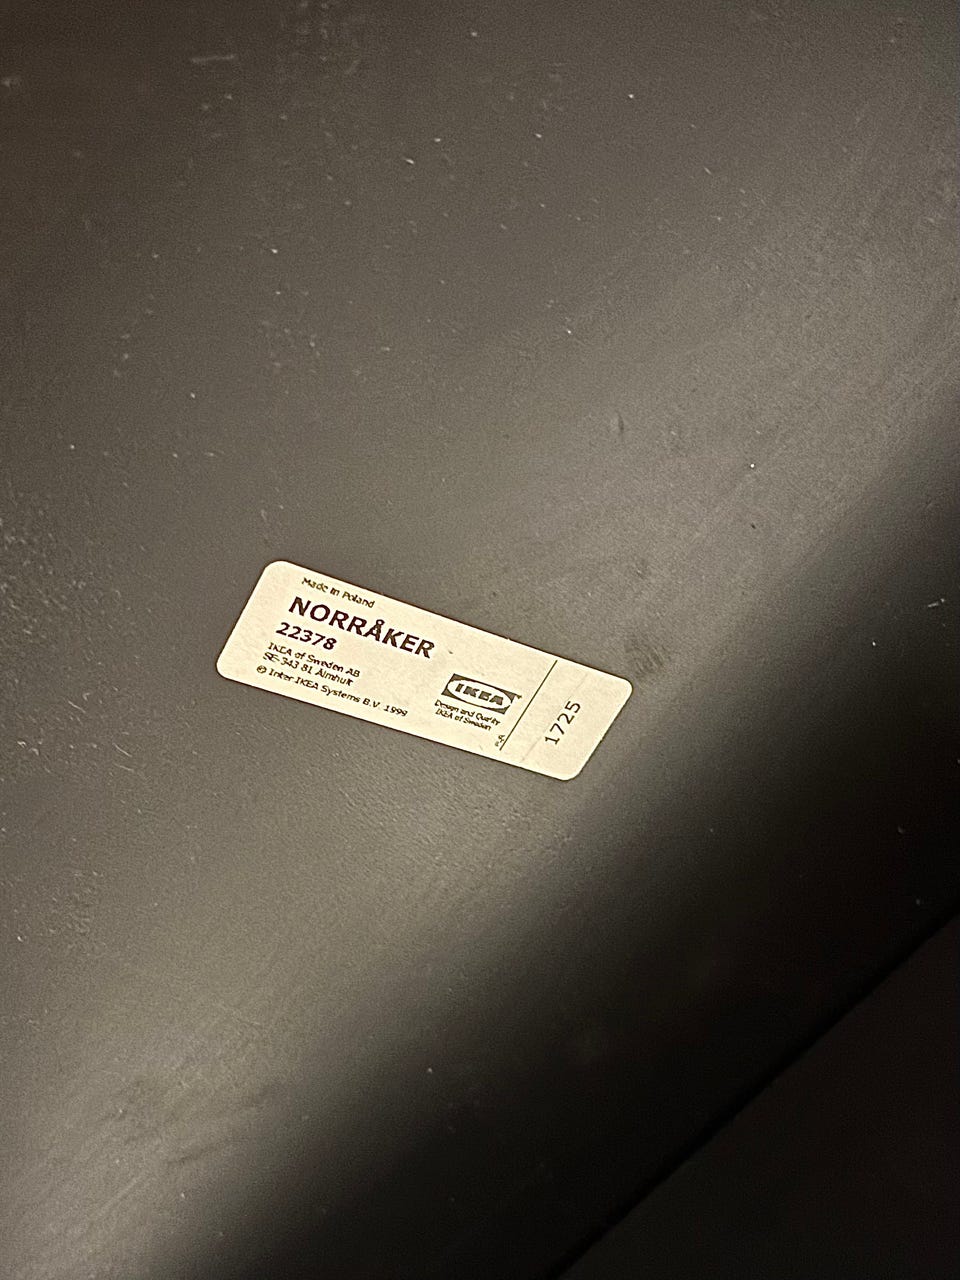 Made in Poland
NORRÅKER
22378
IKEA of Sweden AB
SE-343 81 Älmhult
© Inter IKEA Systems B.V. 1999
IKEA
Design and Quality
IKEA of Sweden
1725